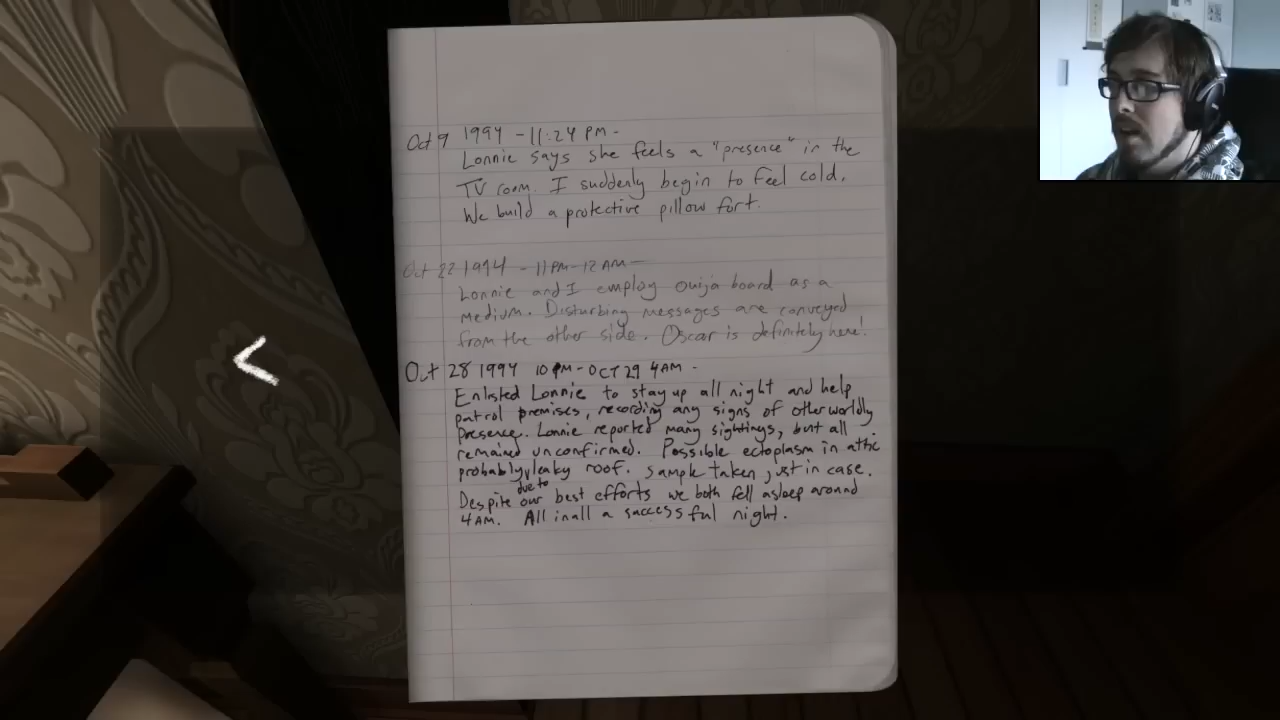 Oct 9 1994 - 11:24 PM -
Lonnie says she feels a "presence" in the
TV room. I suddenly begin to feel cold.
We build a protective pillow fort.
Oct 22 1994 - 11PM-12AM -
Lonnie and I employ ouija board as a
medium. Disturbing messages are conveyed
from the other side. Oscar is definitely here!
Oct 28 1994 10PM - OCT 29 4AM -
Enlisted Lonnie to stay up all night and help
patrol premises, recording any signs of otherworldly
presence. Lonnie reported many sightings, but all
remained unconfirmed. Possible ectoplasm in attic
probably due to leaky roof. Sample taken just in case.
Despite our best efforts we both fell asleep around
4AM. All in all a successful night.